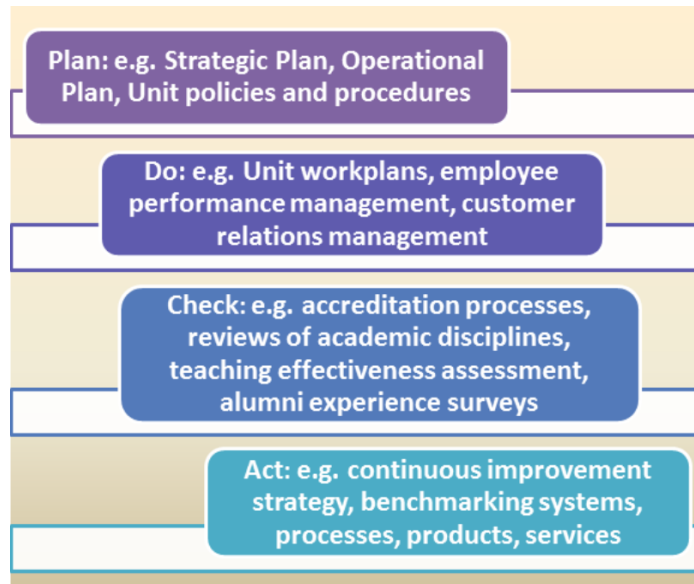 Plan: e.g. Strategic Plan, Operational
Plan, Unit policies and procedures
Do: e.g. Unit workplans, employee
performance management, customer
relations management
Check: e.g. accreditation processes,
reviews of academic disciplines,
teaching effectiveness assessment,
alumni experience surveys
Act: e.g. continuous improvement
strategy, benchmarking systems,
processes, products, services